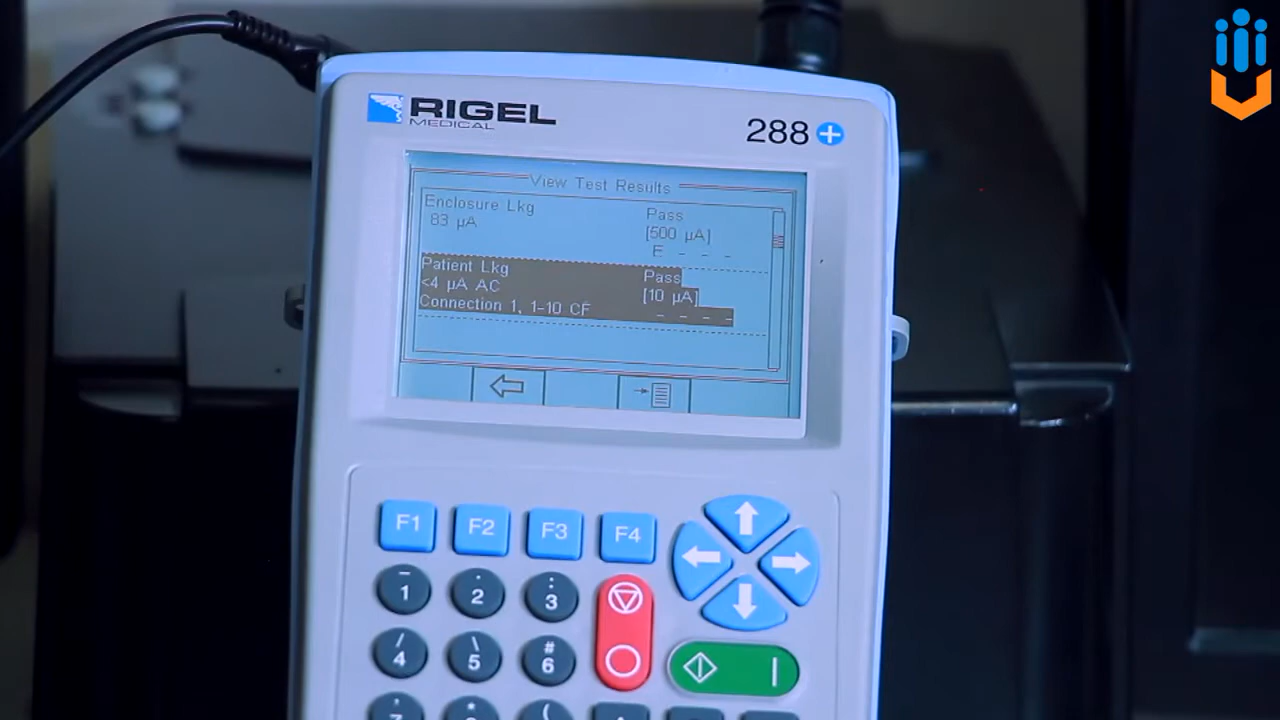 RIGEL
MEDICAL
288+
View Test Results
Enclosure Lkg Pass
83 µA [500 µA]
E - - -
Patient Lkg Pass
<4 µA AC [10 µA]
Connection 1, 1-10 CF - - - -
F1 F2 F3 F4
1 2 3
/ \ #
4 5 6